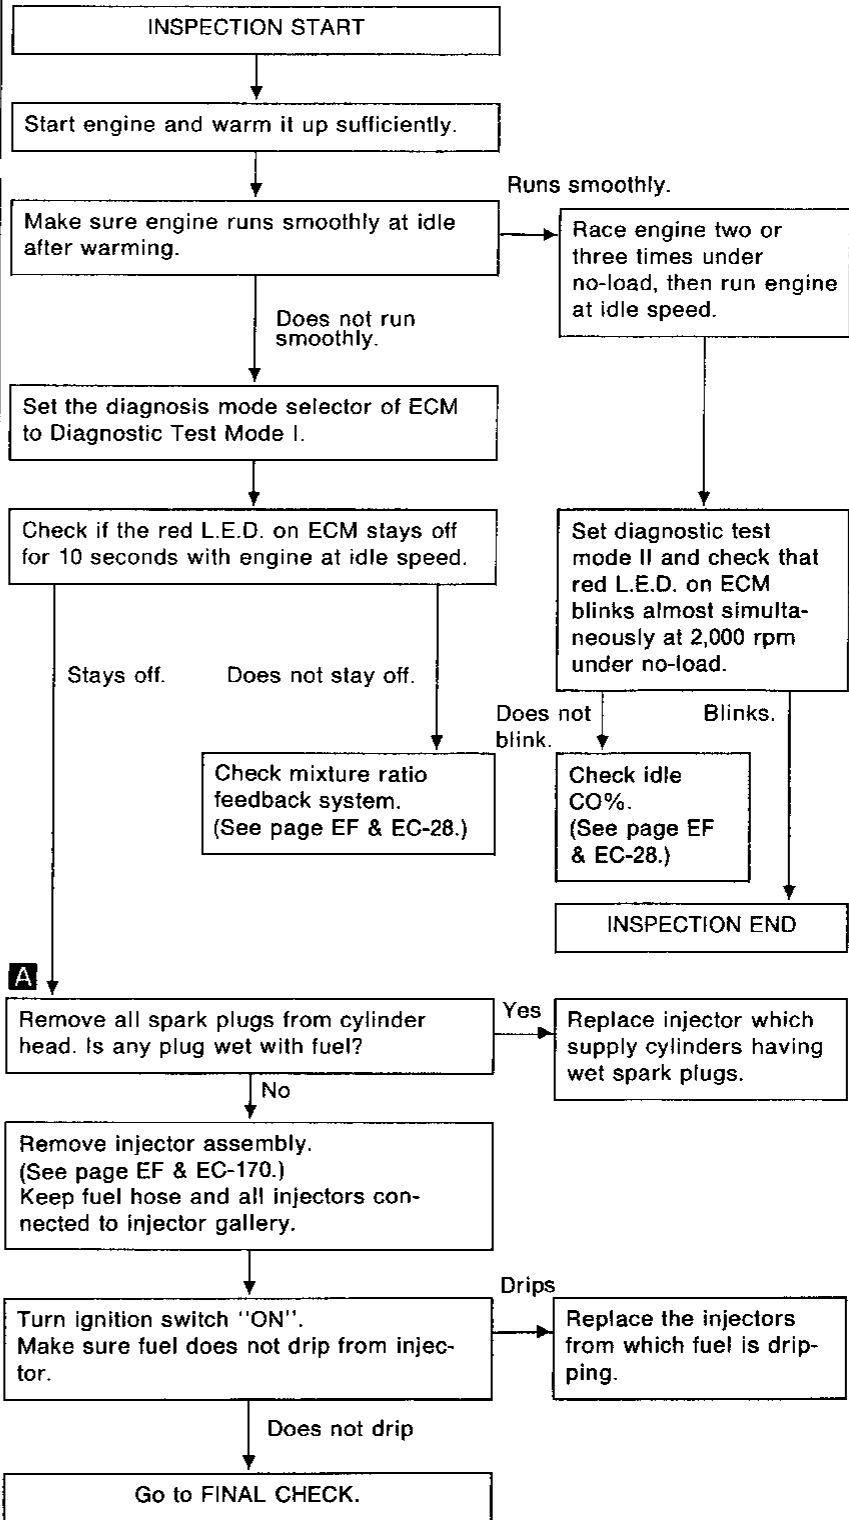 INSPECTION START
Start engine and warm it up sufficiently.
Runs smoothly.
Make sure engine runs smoothly at idle
after warming.
Race engine two or
three times under
no-load, then run engine
at idle speed.
Does not run
smoothly.
Set the diagnosis mode selector of ECM
to Diagnostic Test Mode I.
Check if the red L.E.D. on ECM stays off
for 10 seconds with engine at idle speed.
Set diagnostic test
mode II and check that
red L.E.D. on ECM
blinks almost simulta-
neously at 2,000 rpm
under no-load.
Stays off.
Does not stay off.
Does not
blink.
Blinks.
Check mixture ratio
feedback system.
(See page EF & EC-28.)
Check idle
CO%.
(See page EF
& EC-28.)
INSPECTION END
A
Remove all spark plugs from cylinder
head. Is any plug wet with fuel?
Yes
Replace injector which
supply cylinders having
wet spark plugs.
No
Remove injector assembly.
(See page EF & EC-170.)
Keep fuel hose and all injectors con-
nected to injector gallery.
Turn ignition switch "ON".
Make sure fuel does not drip from injec-
tor.
Drips
Replace the injectors
from which fuel is drip-
ping.
Does not drip
Go to FINAL CHECK.